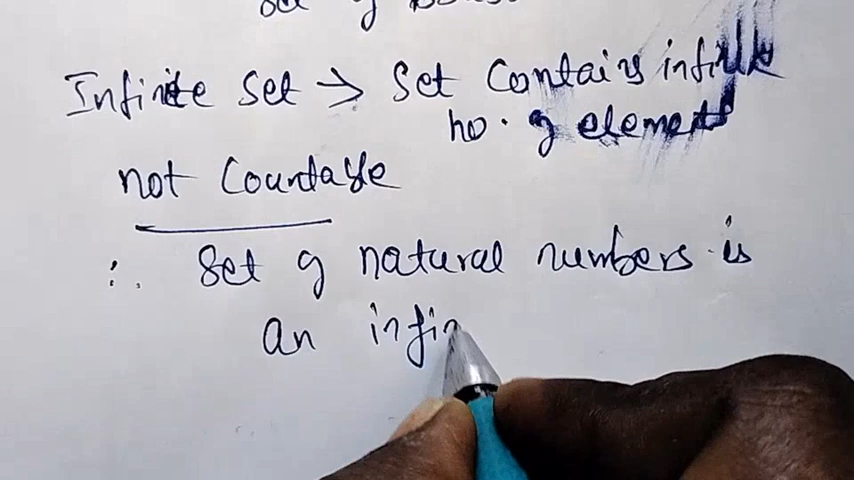 Infinite set → Set Contains infinite
no. of elements
not Countable
∴ Set of natural numbers is
an infin